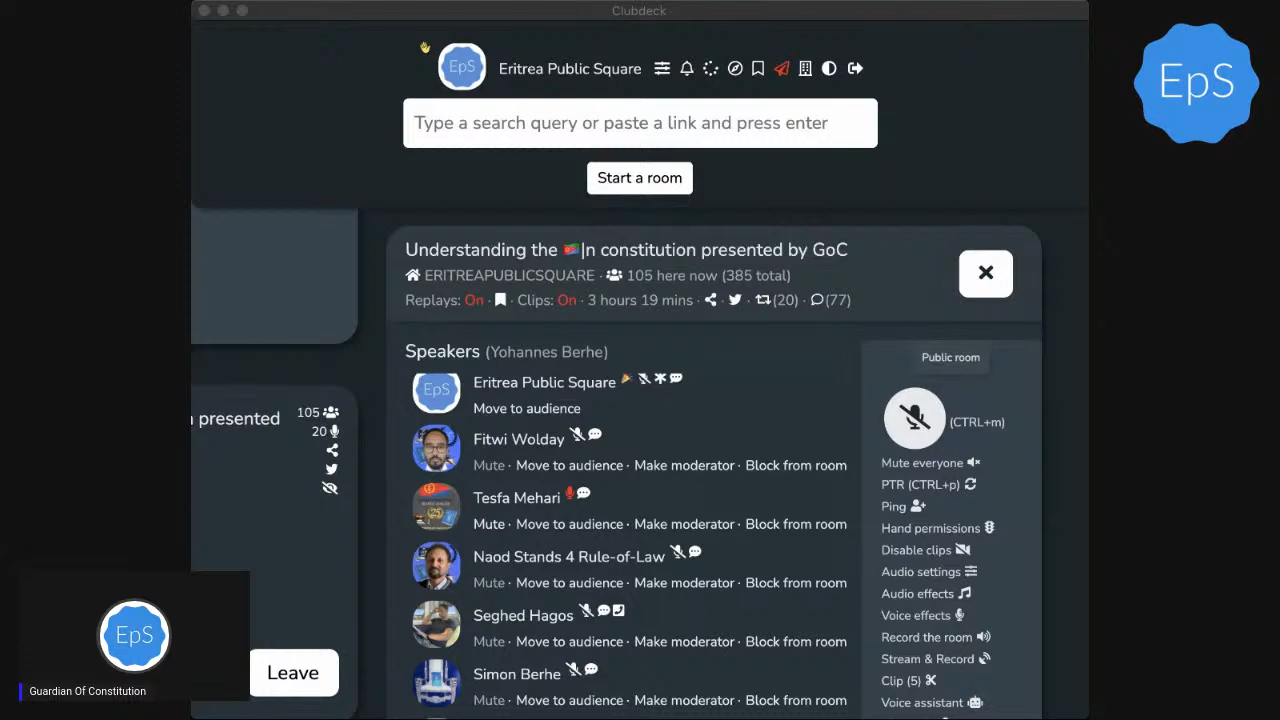 Clubdeck
EpS
Eritrea Public Square
EpS
Type a search query or paste a link and press enter
Start a room
Understanding the 🇪🇷|n constitution presented by GoC
ERITREAPUBLICSQUARE · 105 here now (385 total)
Replays: On · Clips: On · 3 hours 19 mins · · · (20) · (77)
Speakers (Yohannes Berhe)
Public room
EpS
Eritrea Public Square
Move to audience
Fitwi Wolday
Mute · Move to audience · Make moderator · Block from room
Tesfa Mehari
Mute · Move to audience · Make moderator · Block from room
Naod Stands 4 Rule-of-Law
Mute · Move to audience · Make moderator · Block from room
Seghed Hagos
Mute · Move to audience · Make moderator · Block from room
Simon Berhe
Mute · Move to audience · Make moderator · Block from room
(CTRL+m)
Mute everyone
PTR (CTRL+p)
Ping
Hand permissions
Disable clips
Audio settings
Audio effects
Voice effects
Record the room
Stream & Record
Clip (5)
Voice assistant
presented
105
20
Leave
EpS
Guardian Of Constitution